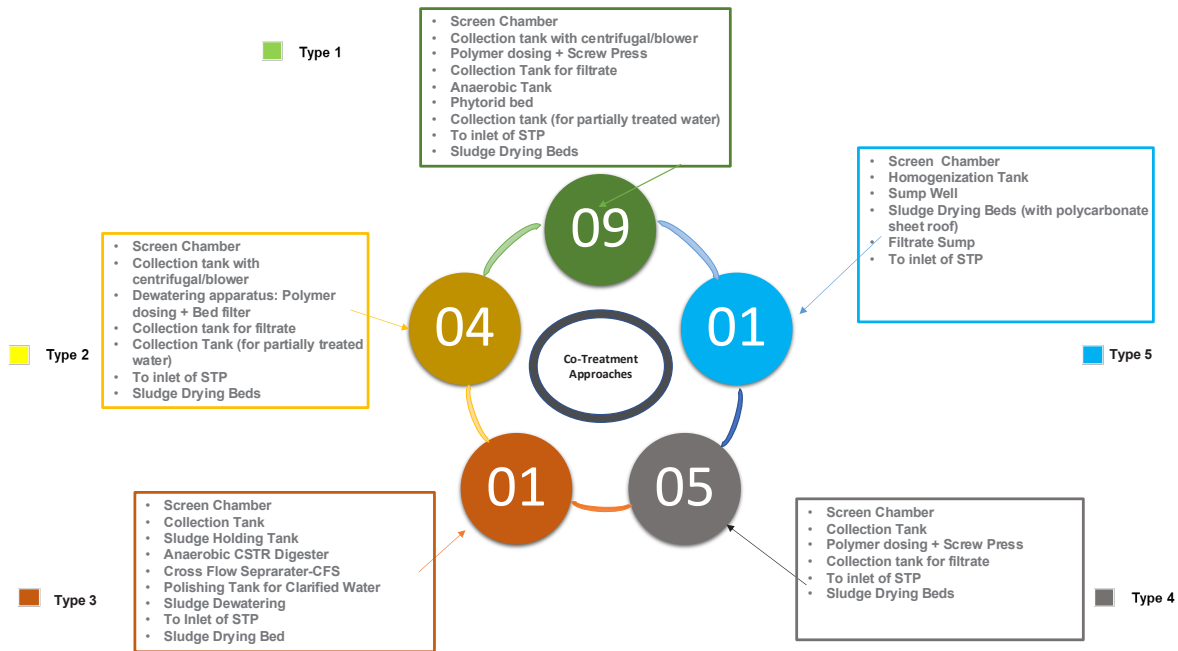 Type 1
• Screen Chamber
• Collection tank with centrifugal/blower
• Polymer dosing + Screw Press
• Collection Tank for filtrate
• Anaerobic Tank
• Phytorid bed
• Collection tank (for partially treated water)
• To inlet of STP
• Sludge Drying Beds
09
Type 2
• Screen Chamber
• Collection tank with
centrifugal/blower
• Dewatering apparatus: Polymer
dosing + Bed filter
• Collection tank for filtrate
• Collection Tank (for partially treated
water)
• To inlet of STP
• Sludge Drying Beds
04
Co-Treatment
Approaches
01
• Screen Chamber
• Homogenization Tank
• Sump Well
• Sludge Drying Beds (with polycarbonate
sheet roof)
• Filtrate Sump
• To inlet of STP
Type 5
Type 3
• Screen Chamber
• Collection Tank
• Sludge Holding Tank
• Anaerobic CSTR Digester
• Cross Flow Seprarater-CFS
• Polishing Tank for Clarified Water
• Sludge Dewatering
• To Inlet of STP
• Sludge Drying Bed
01
05
• Screen Chamber
• Collection Tank
• Polymer dosing + Screw Press
• Collection tank for filtrate
• To inlet of STP
• Sludge Drying Beds
Type 4